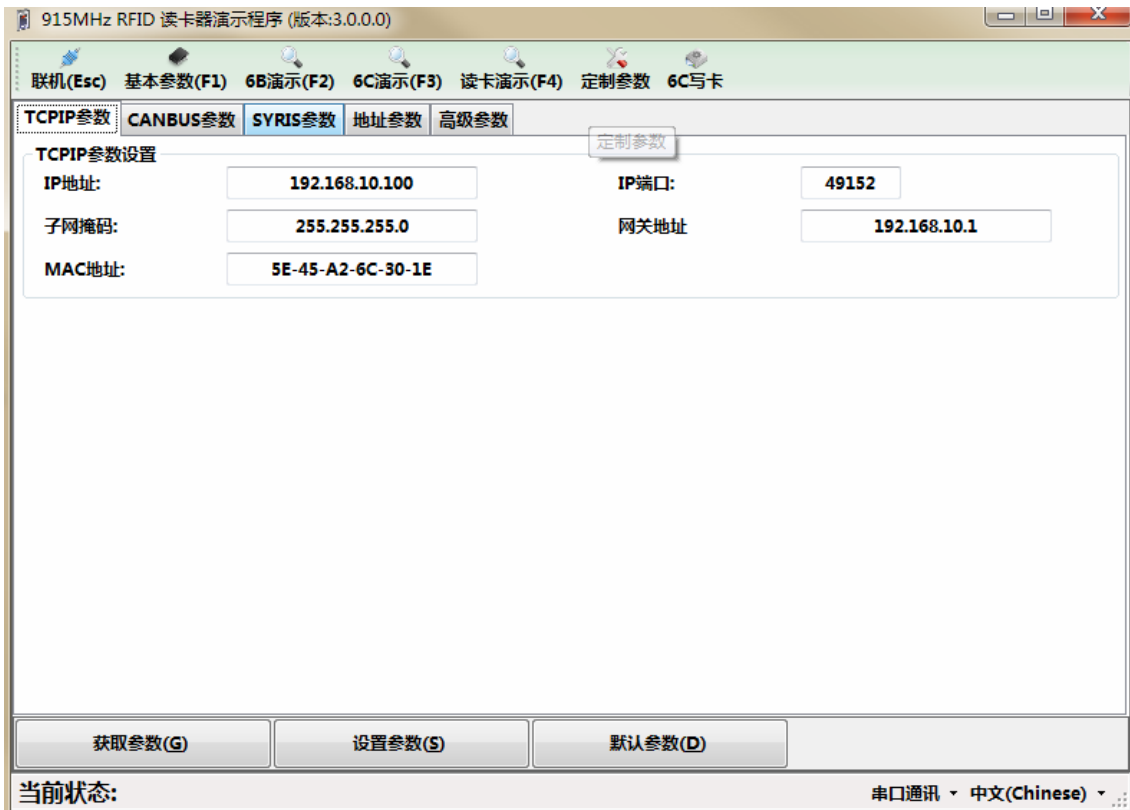 915MHz RFID 读卡器演示程序 (版本:3.0.0.0)
联机(Esc) 基本参数(F1) 6B演示(F2) 6C演示(F3) 读卡演示(F4) 定制参数 6C写卡
TCPIP参数 CANBUS参数 SYRIS参数 地址参数 高级参数
定制参数
TCPIP参数设置
IP地址: 192.168.10.100 IP端口: 49152
子网掩码: 255.255.255.0 网关地址 192.168.10.1
MAC地址: 5E-45-A2-6C-30-1E
获取参数(G) 设置参数(S) 默认参数(D)
当前状态: 串口通讯 中文(Chinese)